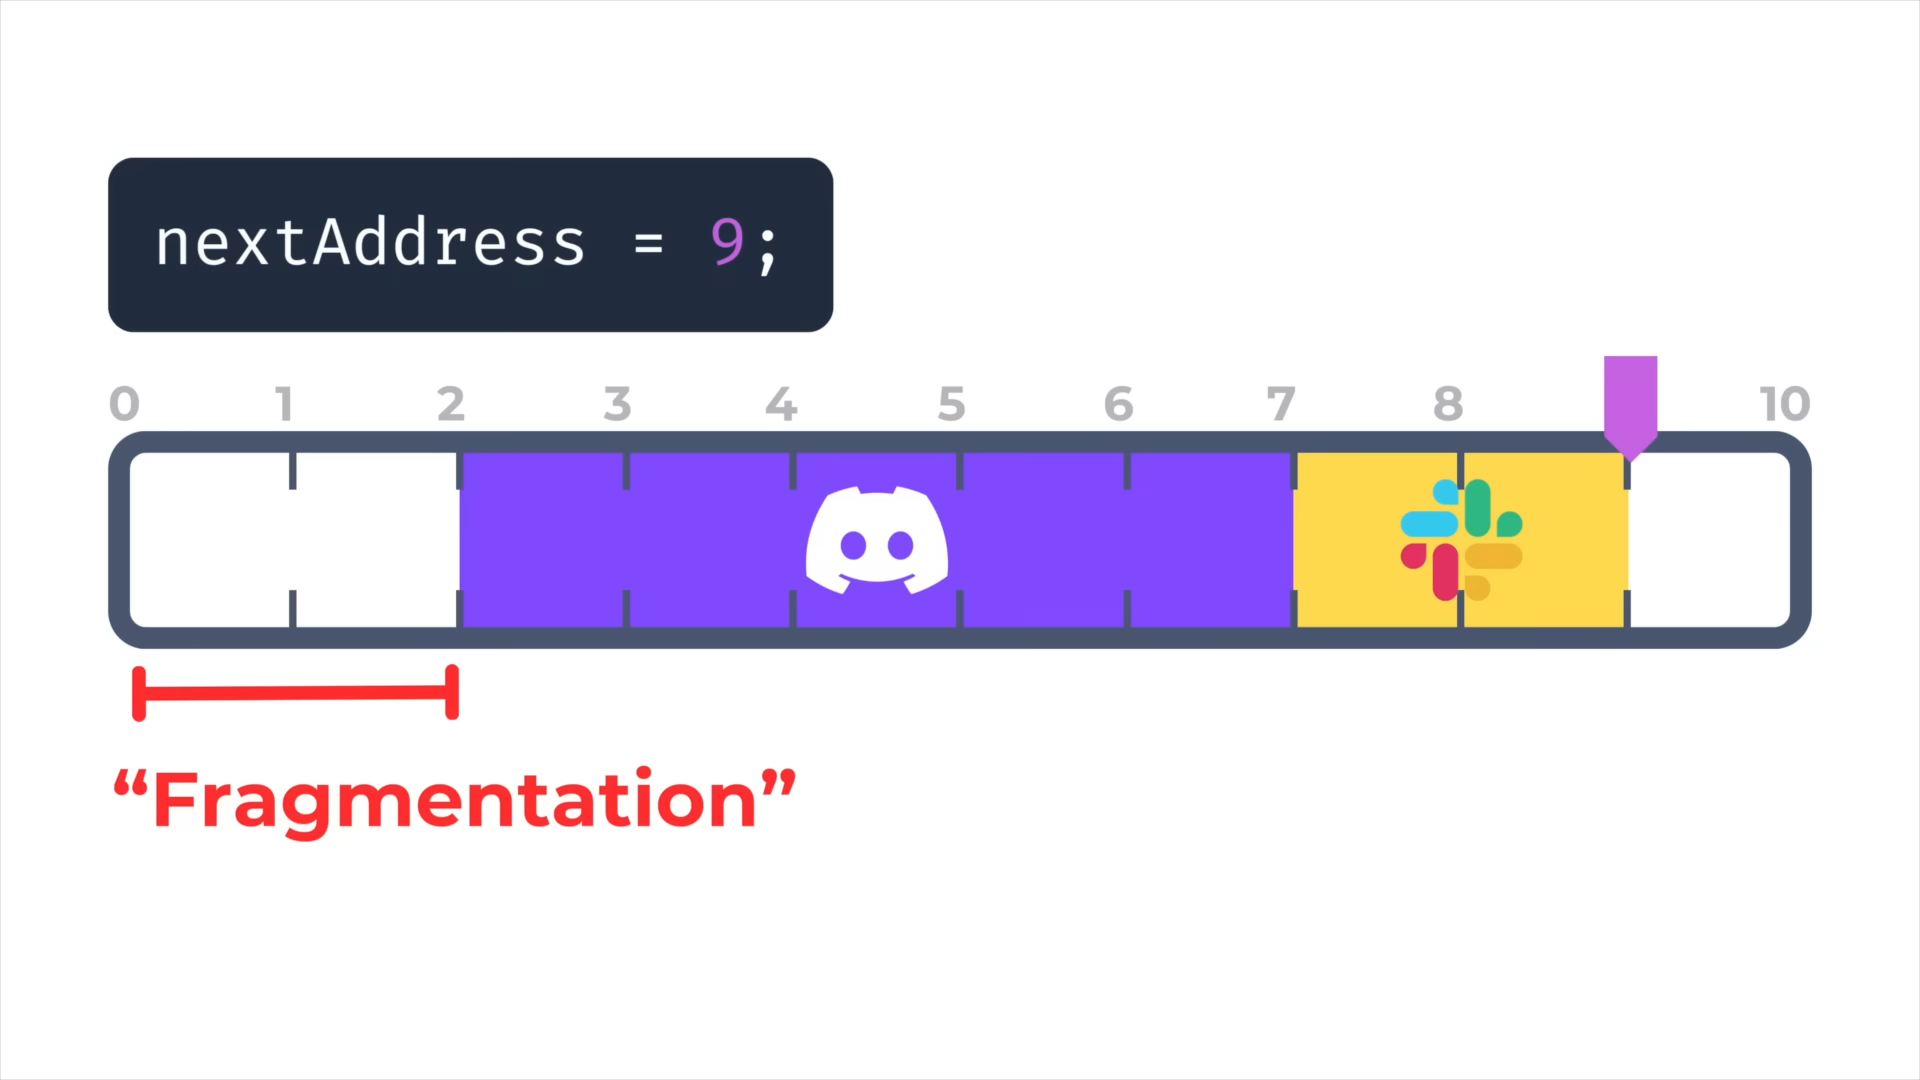 nextAddress = 9;
0 1 2 3 4 5 6 7 8 10
“Fragmentation”